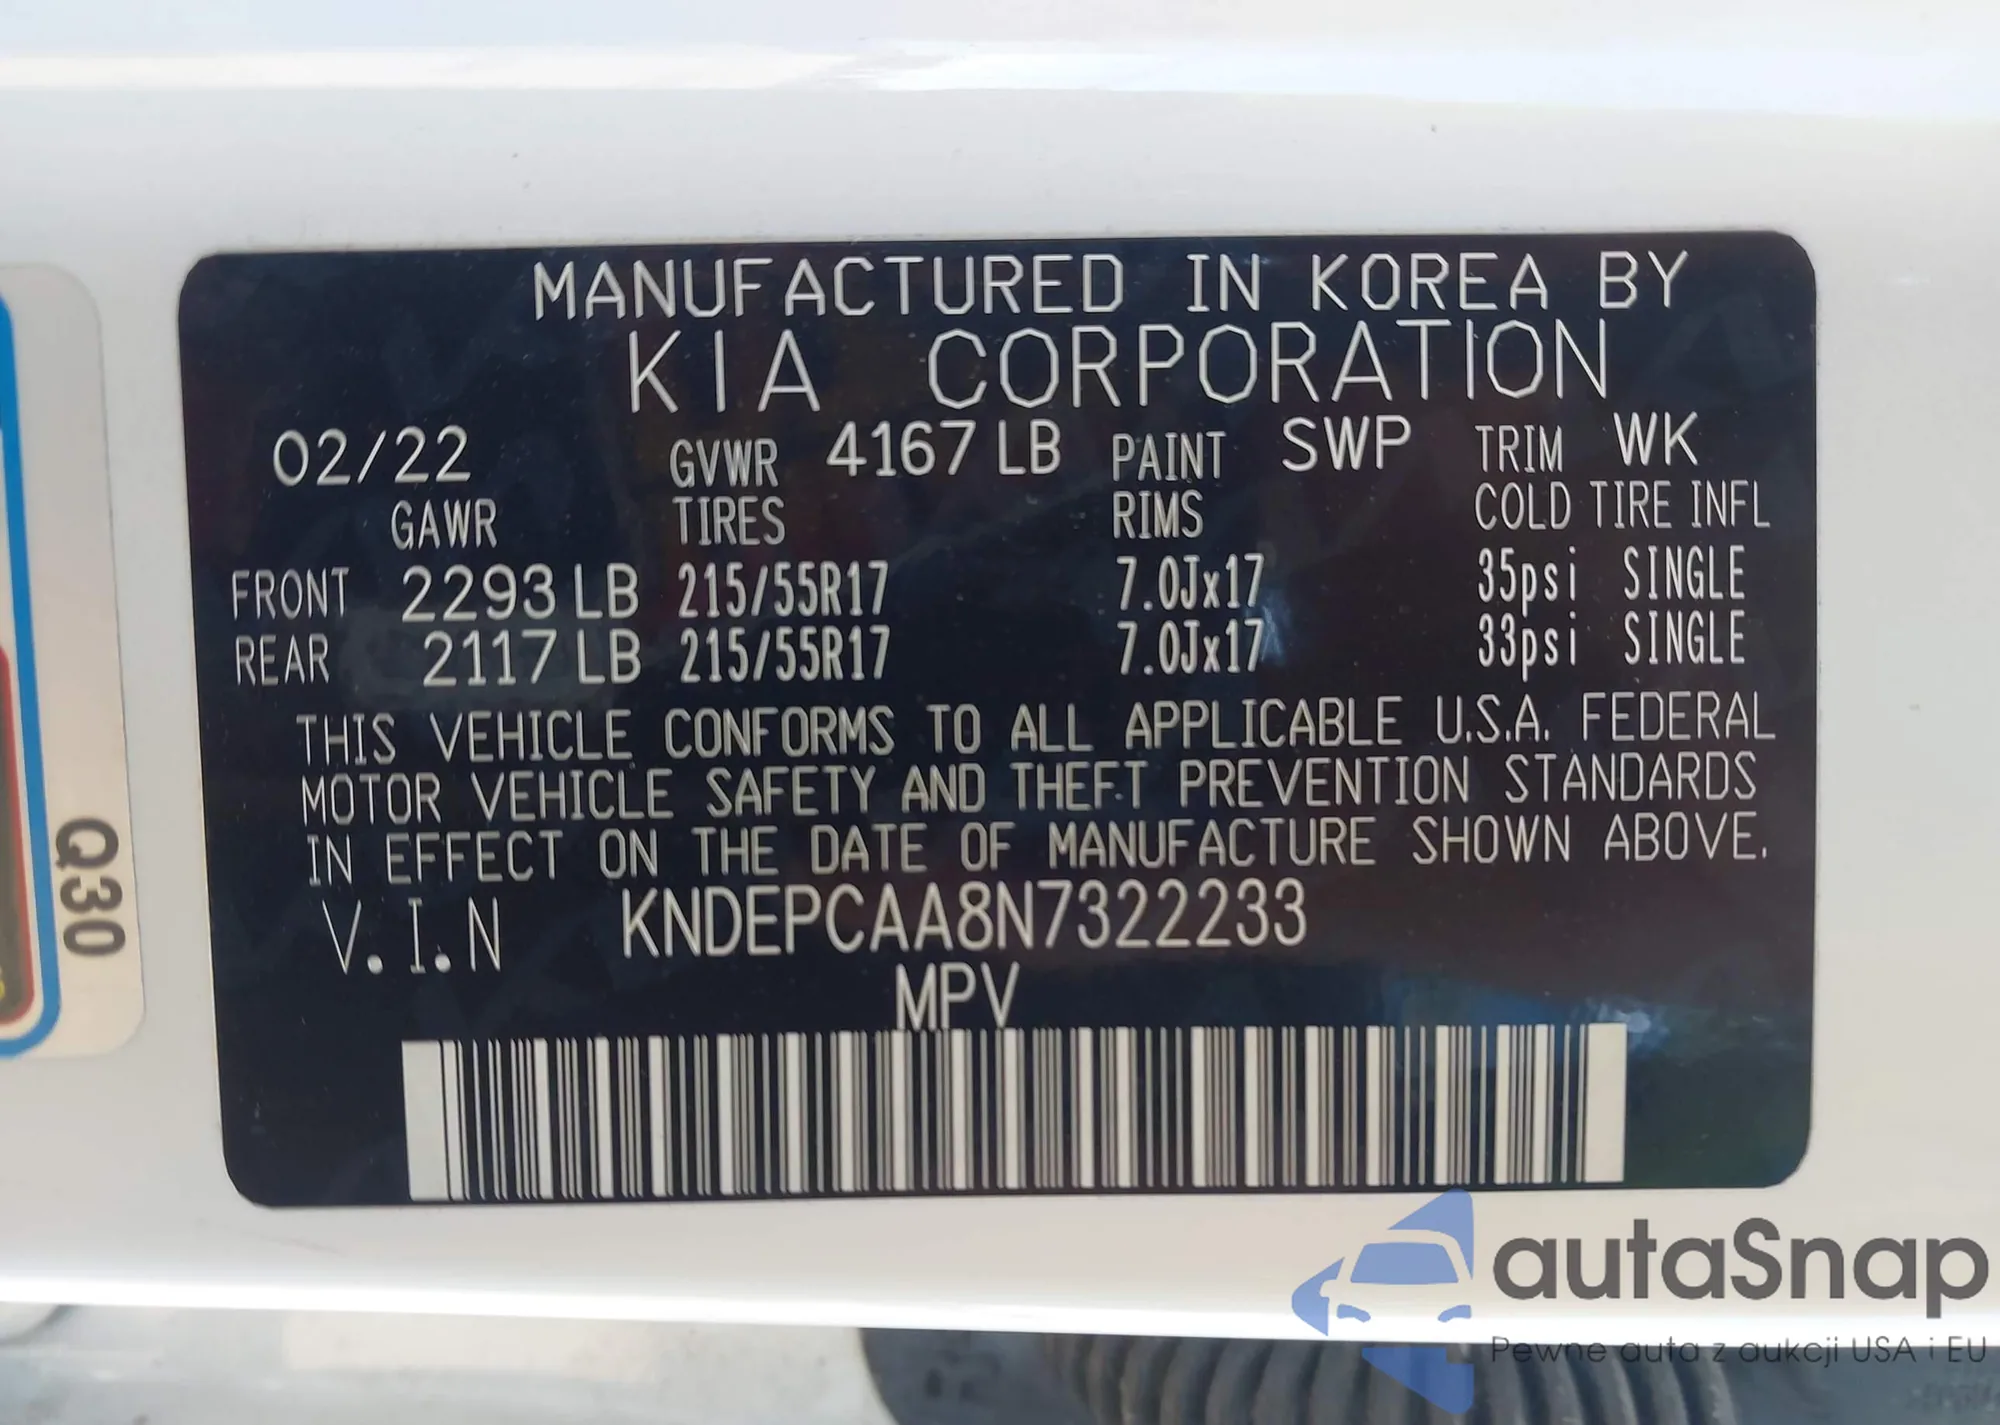 MANUFACTURED IN KOREA BY
KIA CORPORATION
02/22 GVWR 4167 LB PAINT SWP TRIM WK
GAWR TIRES RIMS COLD TIRE INFL
FRONT 2293 LB 215/55R17 7.0Jx17 35psi SINGLE
REAR 2117 LB 215/55R17 7.0Jx17 33psi SINGLE
THIS VEHICLE CONFORMS TO ALL APPLICABLE U.S.A. FEDERAL
MOTOR VEHICLE SAFETY AND THEFT PREVENTION STANDARDS
IN EFFECT ON THE DATE OF MANUFACTURE SHOWN ABOVE.
V.I.N KNDEPCAA8N7322233
MPV
Q30
autaSnap
Pewne auta z aukcji USA i EU